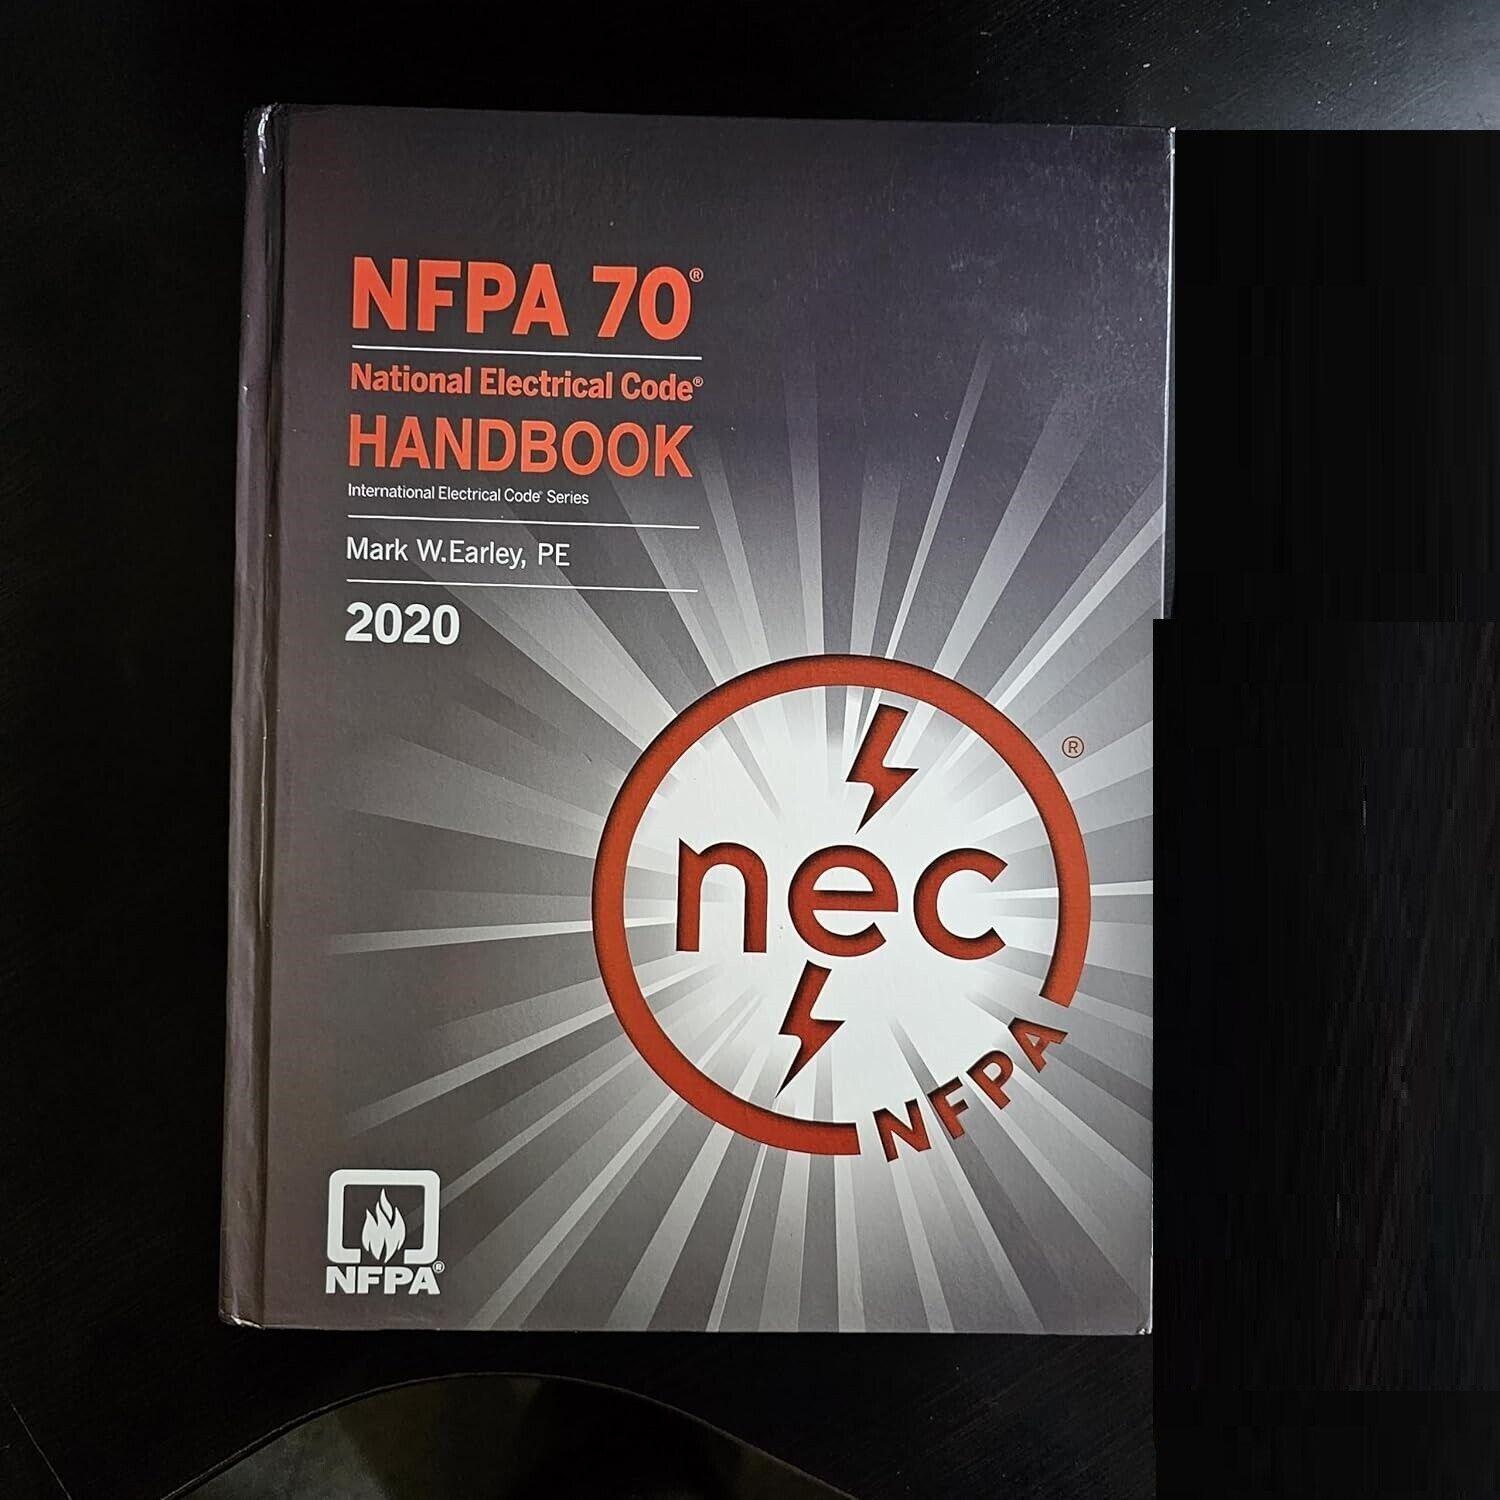 NFPA 70®
National Electrical Code®
HANDBOOK
International Electrical Code® Series
Mark W.Earley, PE
2020
®
nec
NFPA
NFPA®